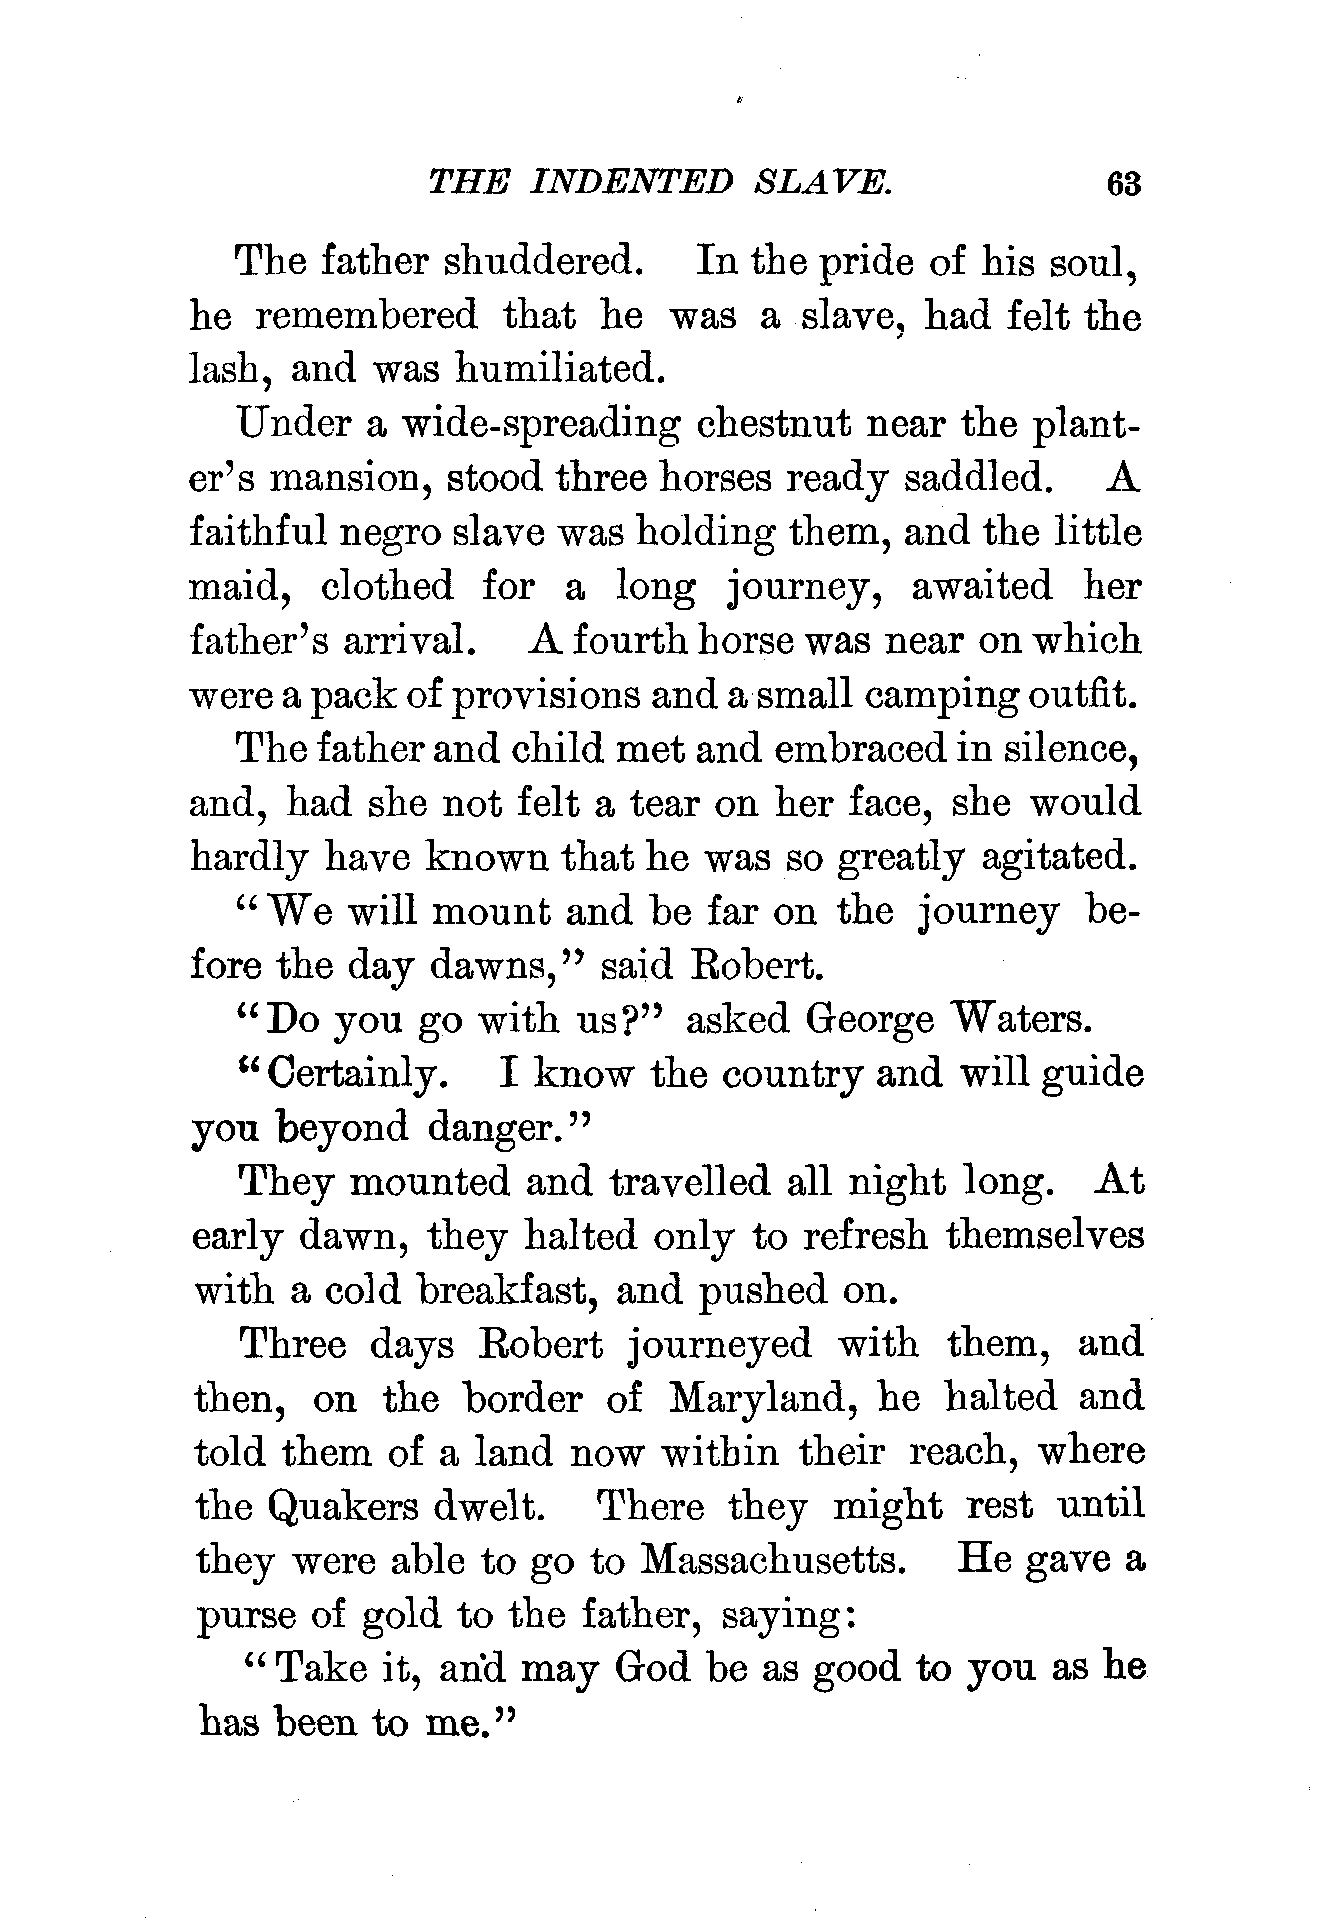 THE INDENTED SLAVE. 63
The father shuddered. In the pride of his soul,
he remembered that he was a slave, had felt the
lash, and was humiliated.
Under a wide-spreading chestnut near the plant-
er's mansion, stood three horses ready saddled. A
faithful negro slave was holding them, and the little
maid, clothed for a long journey, awaited her
father's arrival. A fourth horse was near on which
were a pack of provisions and a small camping outfit.
The father and child met and embraced in silence,
and, had she not felt a tear on her face, she would
hardly have known that he was so greatly agitated.
"We will mount and be far on the journey be-
fore the day dawns," said Robert.
"Do you go with us?" asked George Waters.
"Certainly. I know the country and will guide
you beyond danger."
They mounted and travelled all night long. At
early dawn, they halted only to refresh themselves
with a cold breakfast, and pushed on.
Three days Robert journeyed with them, and
then, on the border of Maryland, he halted and
told them of a land now within their reach, where
the Quakers dwelt. There they might rest until
they were able to go to Massachusetts. He gave a
purse of gold to the father, saying:
"Take it, and may God be as good to you as he
has been to me."